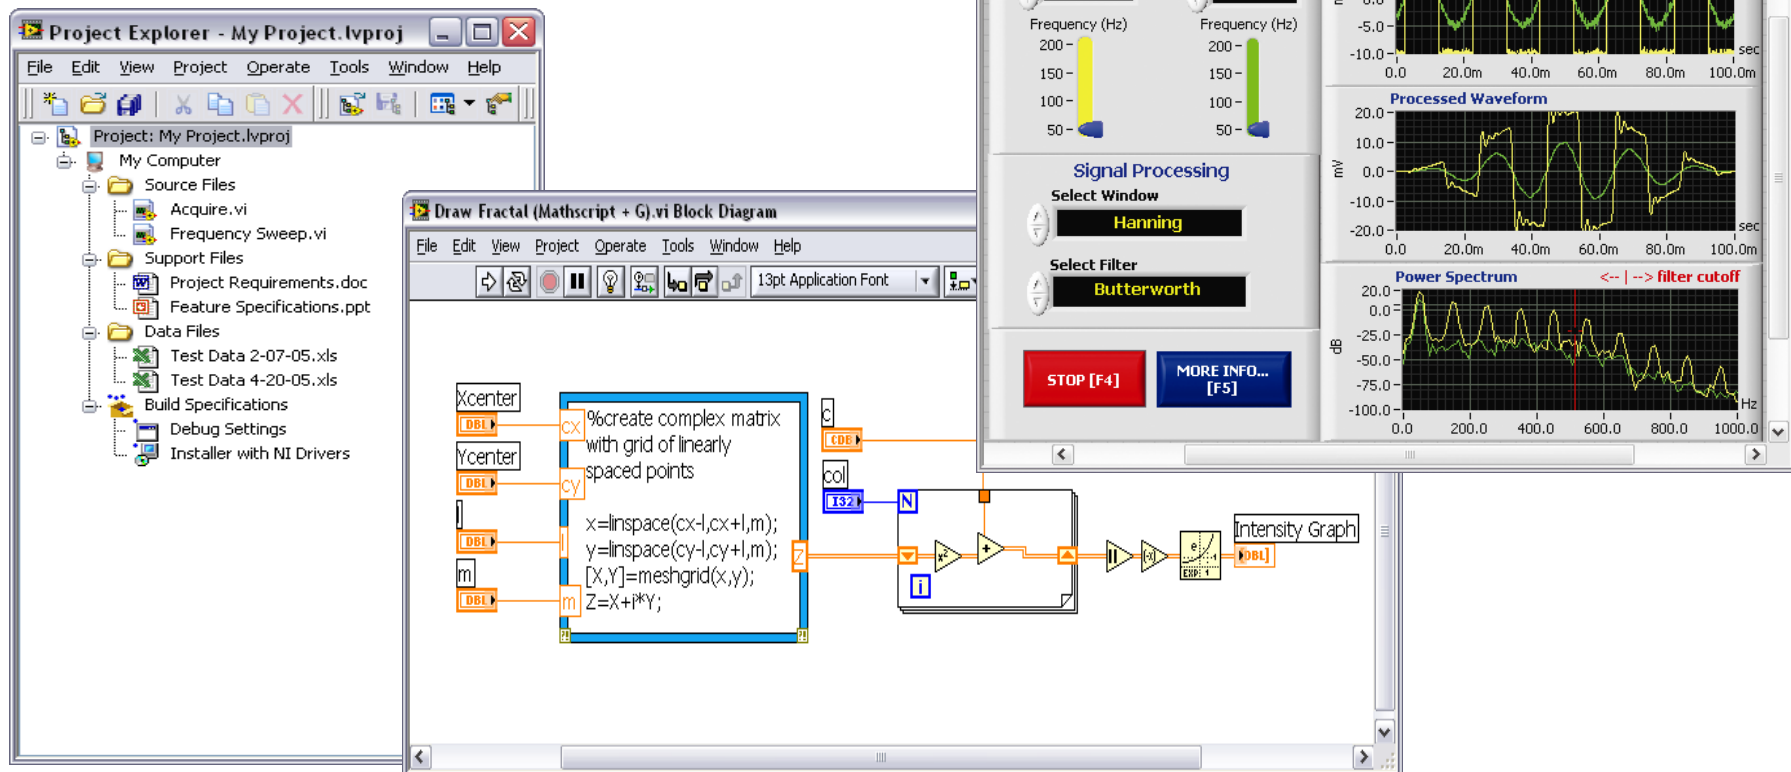 Project Explorer - My Project.lvproj
File Edit View Project Operate Tools Window Help
Project: My Project.lvproj
My Computer
Source Files
Acquire.vi
Frequency Sweep.vi
Support Files
Project Requirements.doc
Feature Specifications.ppt
Data Files
Test Data 2-07-05.xls
Test Data 4-20-05.xls
Build Specifications
Debug Settings
Installer with NI Drivers
Draw Fractal (Mathscript + G).vi Block Diagram
File Edit View Project Operate Tools Window Help
13pt Application Font
Xcenter
DBL
Ycenter
DBL
l
DBL
m
DBL
cx
cy
l
m
%create complex matrix
with grid of linearly
spaced points
x=linspace(cx-l,cx+l,m);
y=linspace(cy-l,cy+l,m);
[X,Y]=meshgrid(x,y);
Z=X+i*Y;
Z
c
CDB
col
I32
N
i
x²
+
|x|
e
EXP: 1
Intensity Graph
DBL]
Frequency (Hz) Frequency (Hz)
200 200
150 150
100 100
50 50
Signal Processing
Select Window
Hanning
Select Filter
Butterworth
STOP [F4]
MORE INFO...
[F5]
-5.0
-10.0
sec
0.0 20.0m 40.0m 60.0m 80.0m 100.0m
Processed Waveform
20.0
10.0
mV
0.0
-10.0
-20.0
sec
0.0 20.0m 40.0m 60.0m 80.0m 100.0m
Power Spectrum <-- | --> filter cutoff
20.0
0.0
-25.0
dB
-50.0
-75.0
-100.0
Hz
0.0 200.0 400.0 600.0 800.0 1000.0